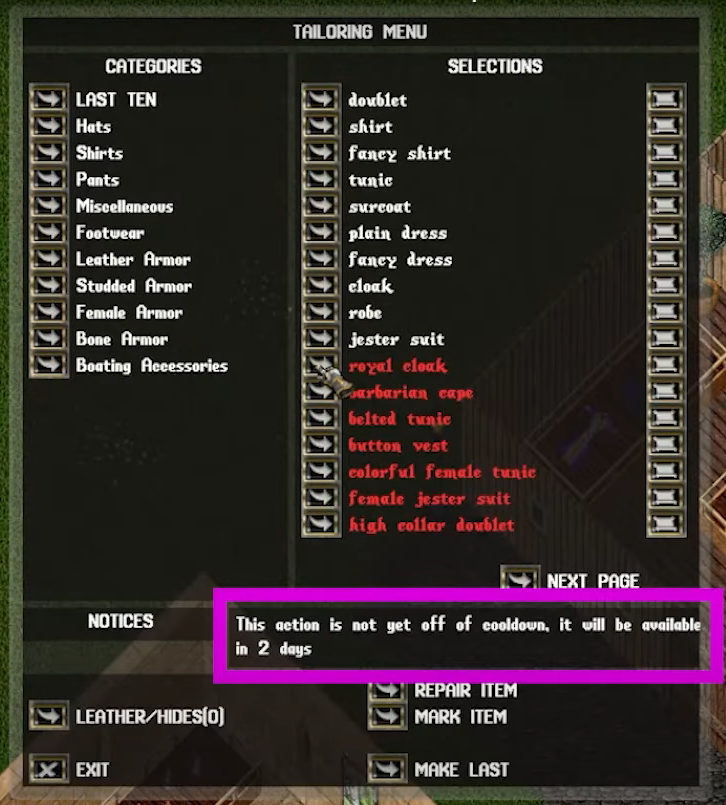 TAILORING MENU
CATEGORIES
LAST TEN
Hats
Shirts
Pants
Miscellaneous
Footwear
Leather Armor
Studded Armor
Female Armor
Bone Armor
Boating Accessories
SELECTIONS
doublet
shirt
fancy shirt
tunic
surcoat
plain dress
fancy dress
cloak
robe
jester suit
royal cloak
barbarian cape
belted tunic
button vest
colorful female tunic
female jester suit
high collar doublet
NEXT PAGE
NOTICES
This action is not yet off of cooldown, it will be available
in 2 days
LEATHER/HIDES(0)
EXIT
REPAIR ITEM
MARK ITEM
MAKE LAST